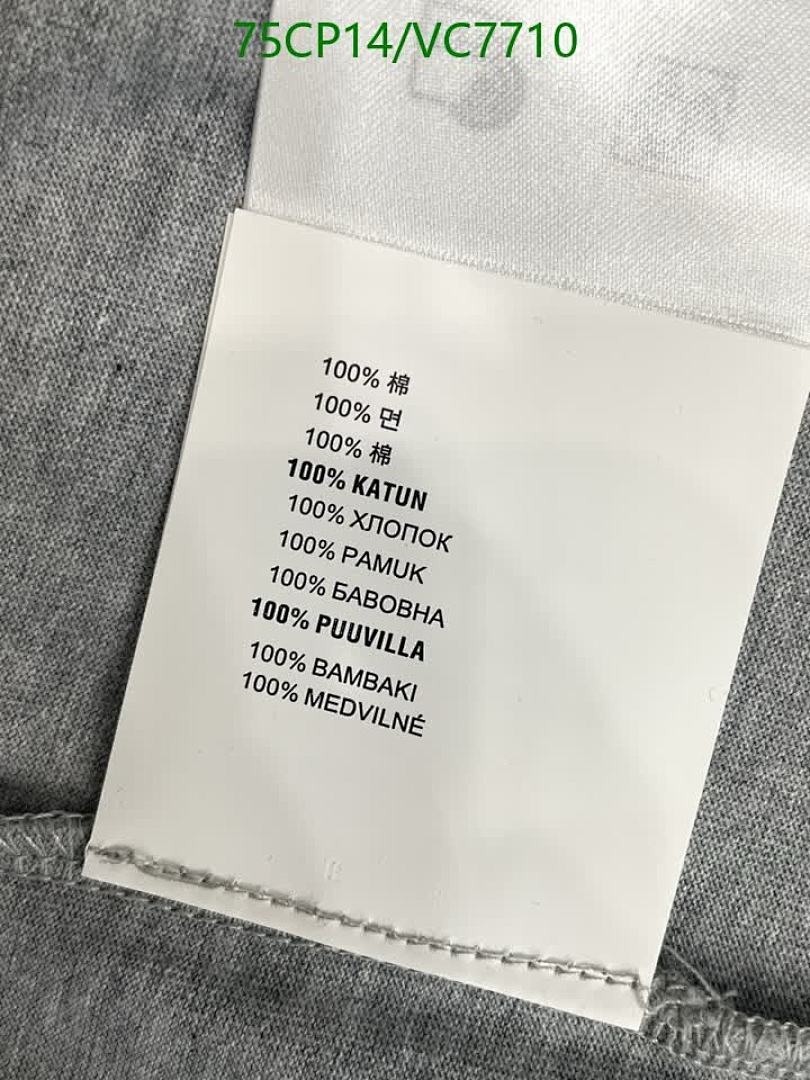 75CP14/VC7710
100% 棉
100% 면
100% 棉
100% KATUN
100% ХЛОПОК
100% PAMUK
100% БАВОВНА
100% PUUVILLA
100% BAMBAKI
100% MEDVILNÉ